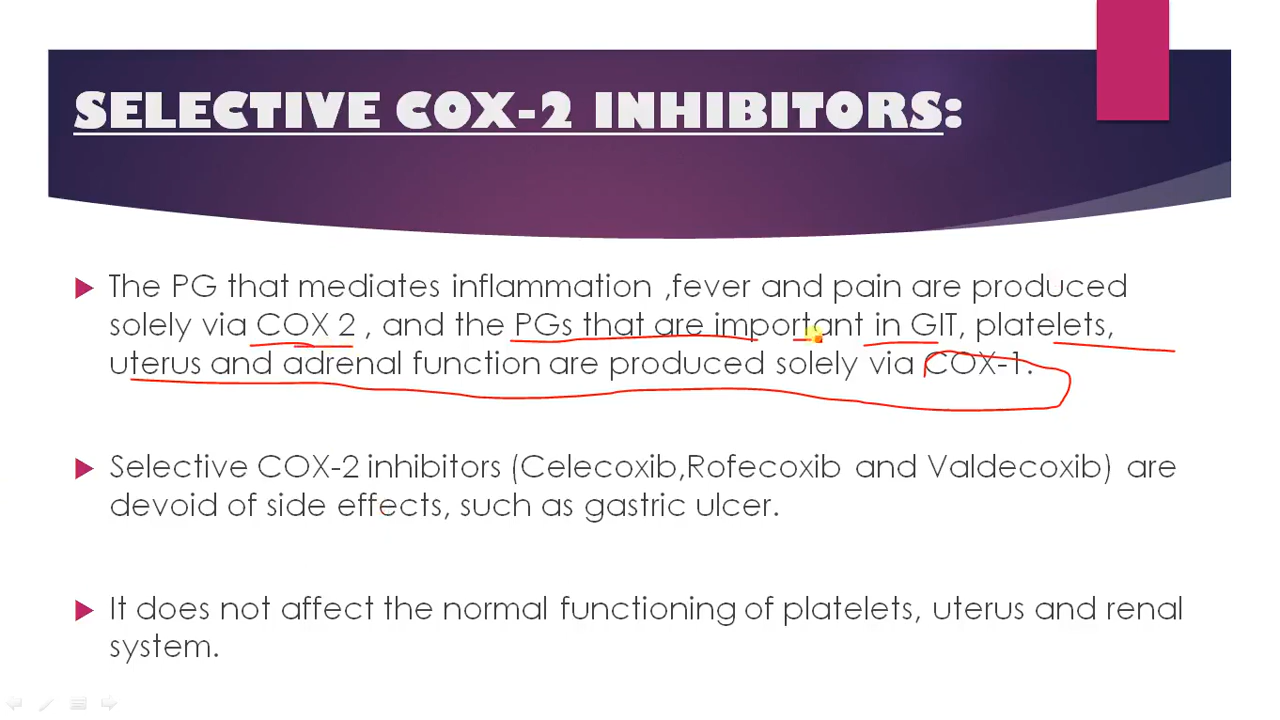 SELECTIVE COX-2 INHIBITORS:
The PG that mediates inflammation ,fever and pain are produced
solely via COX 2 , and the PGs that are important in GIT, platelets,
uterus and adrenal function are produced solely via COX-1.
Selective COX-2 inhibitors (Celecoxib,Rofecoxib and Valdecoxib) are
devoid of side effects, such as gastric ulcer.
It does not affect the normal functioning of platelets, uterus and renal
system.